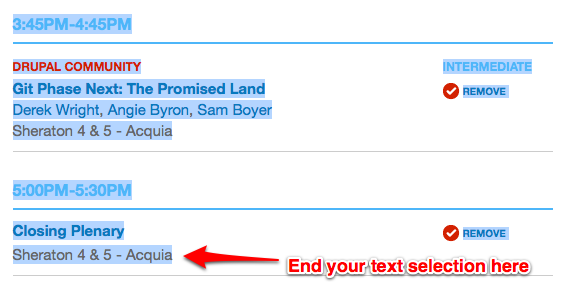 3:45PM-4:45PM
DRUPAL COMMUNITY INTERMEDIATE
Git Phase Next: The Promised Land REMOVE
Derek Wright, Angie Byron, Sam Boyer
Sheraton 4 & 5 - Acquia
5:00PM-5:30PM
Closing Plenary REMOVE
Sheraton 4 & 5 - Acquia
End your text selection here